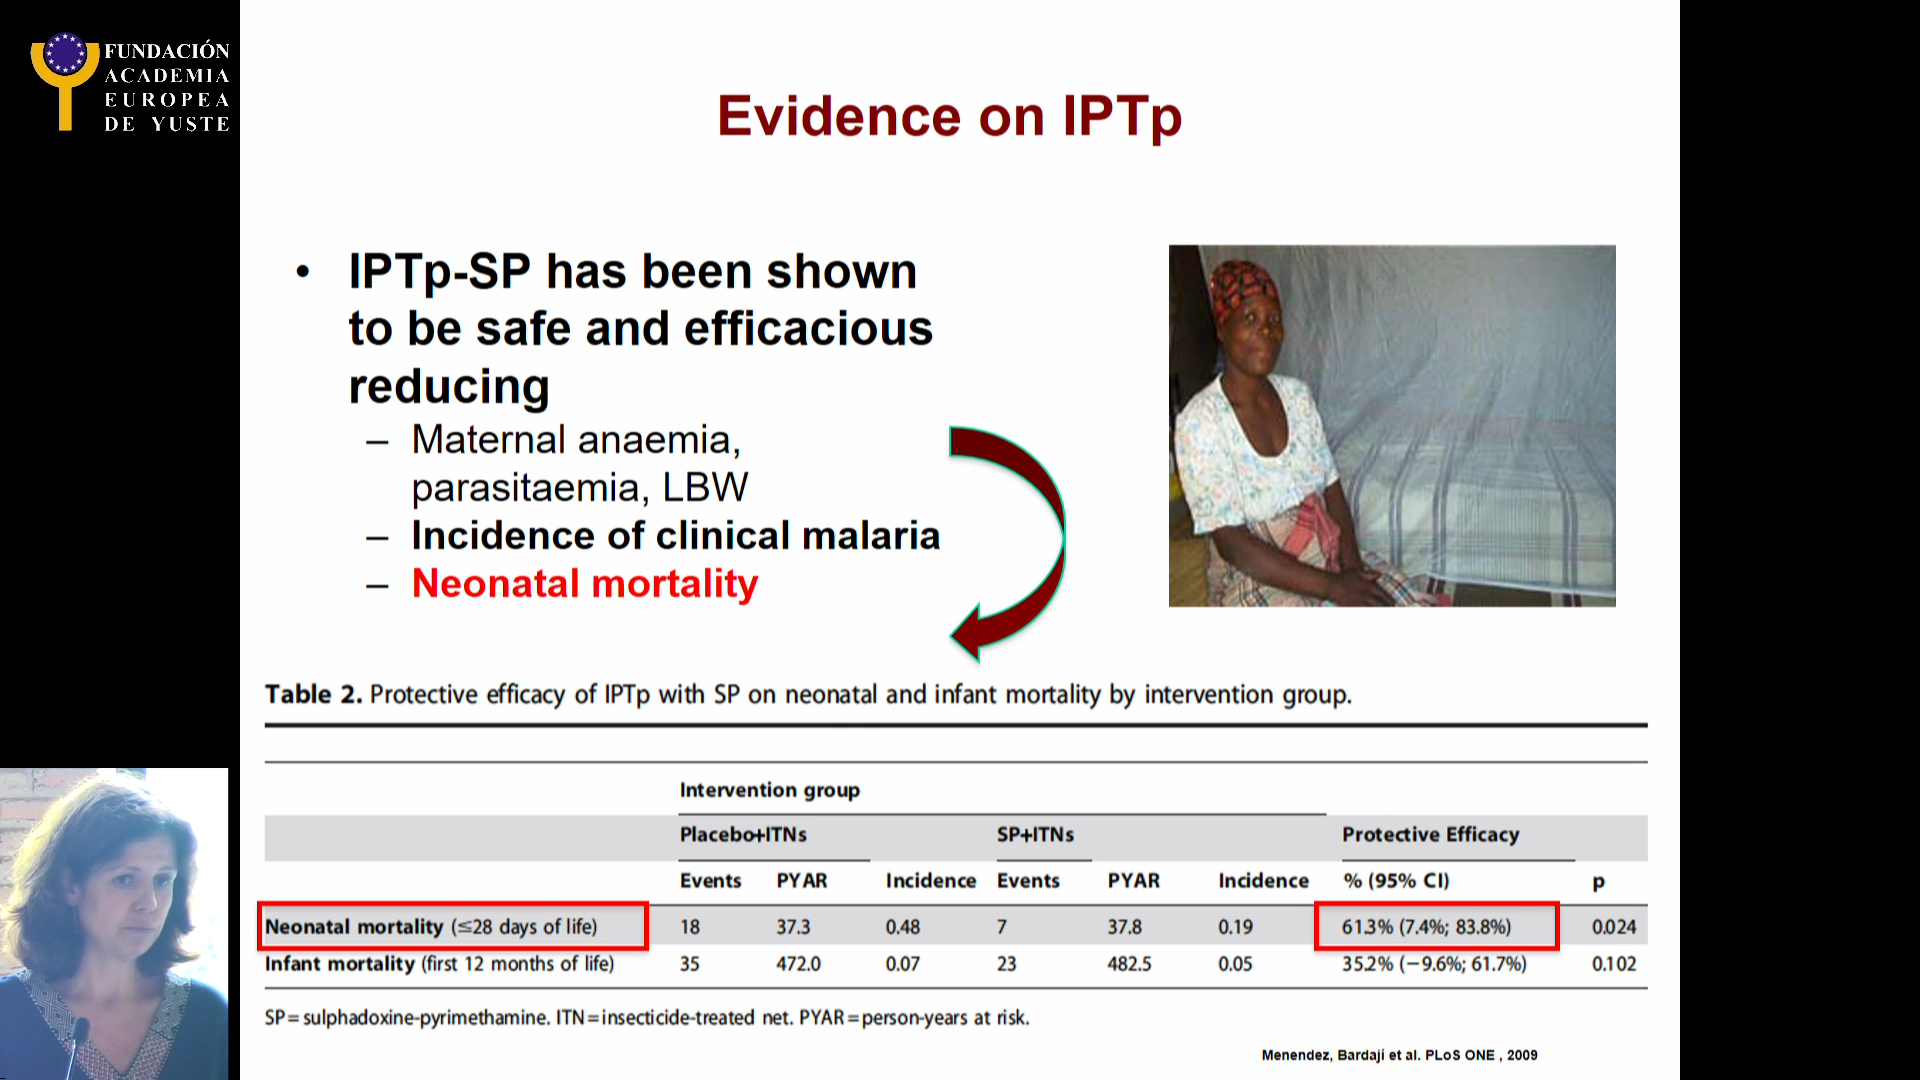 FUNDACIÓN
ACADEMIA
EUROPEA
DE YUSTE
Evidence on IPTp
• IPTp-SP has been shown
to be safe and efficacious
reducing
– Maternal anaemia,
parasitaemia, LBW
– Incidence of clinical malaria
– Neonatal mortality
Table 2. Protective efficacy of IPTp with SP on neonatal and infant mortality by intervention group.
Intervention group
Placebo+ITNs SP+ITNs Protective Efficacy
Events PYAR Incidence Events PYAR Incidence % (95% CI) p
Neonatal mortality (≤28 days of life) 18 37.3 0.48 7 37.8 0.19 61.3% (7.4%; 83.8%) 0.024
Infant mortality (first 12 months of life) 35 472.0 0.07 23 482.5 0.05 35.2% (−9.6%; 61.7%) 0.102
SP=sulphadoxine-pyrimethamine. ITN=insecticide-treated net. PYAR=person-years at risk.
Menendez, Bardají et al. PLoS ONE , 2009